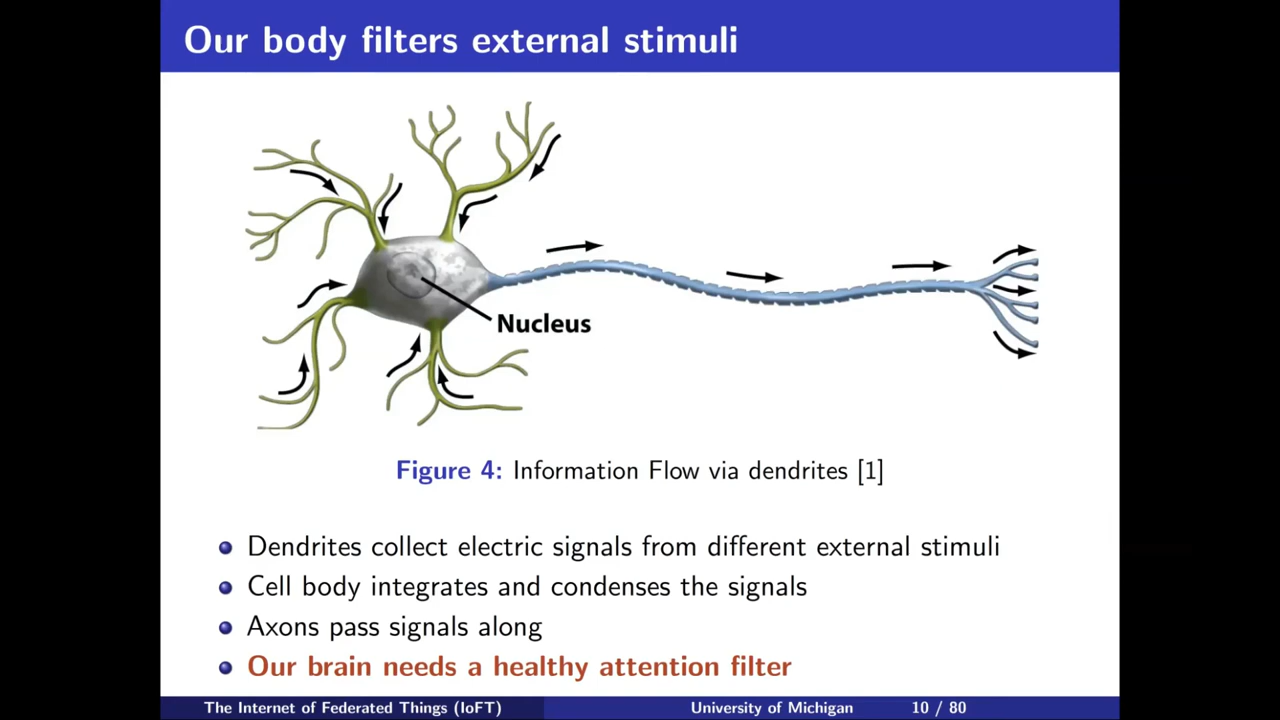 Our body filters external stimuli
Nucleus
Figure 4: Information Flow via dendrites [1]
Dendrites collect electric signals from different external stimuli
Cell body integrates and condenses the signals
Axons pass signals along
Our brain needs a healthy attention filter
The Internet of Federated Things (IoFT) University of Michigan 10 / 80